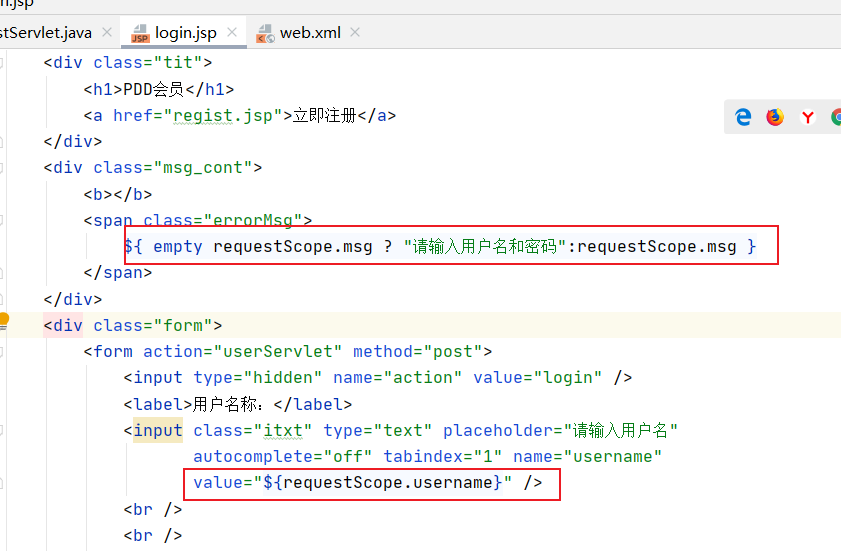 n.jsp
stServlet.java login.jsp web.xml
<div class="tit">
<h1>PDD会员</h1>
<a href="regist.jsp">立即注册</a>
</div>
<div class="msg_cont">
<b></b>
<span class="errorMsg">
${ empty requestScope.msg ? "请输入用户名和密码":requestScope.msg }
</span>
</div>
<div class="form">
<form action="userServlet" method="post">
<input type="hidden" name="action" value="login" />
<label>用户名称：</label>
<input class="itxt" type="text" placeholder="请输入用户名"
autocomplete="off" tabindex="1" name="username"
value="${requestScope.username}" />
<br />
<br />